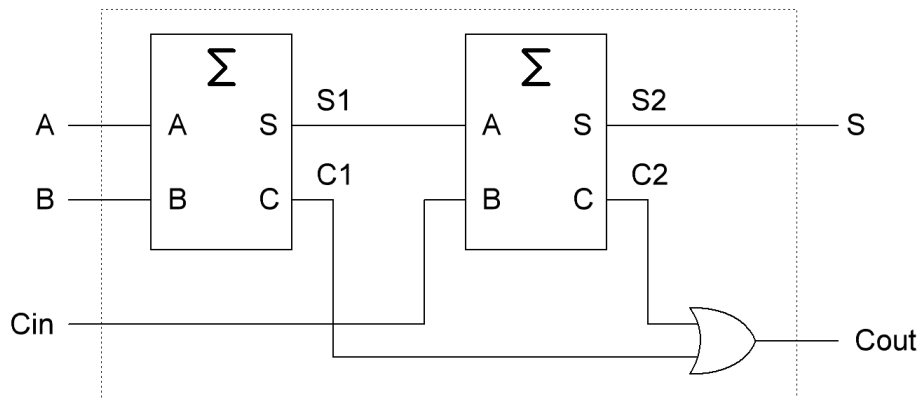 Σ Σ
S1 S2
A A S A S S
C1 C2
B B C B C
Cin
Cout